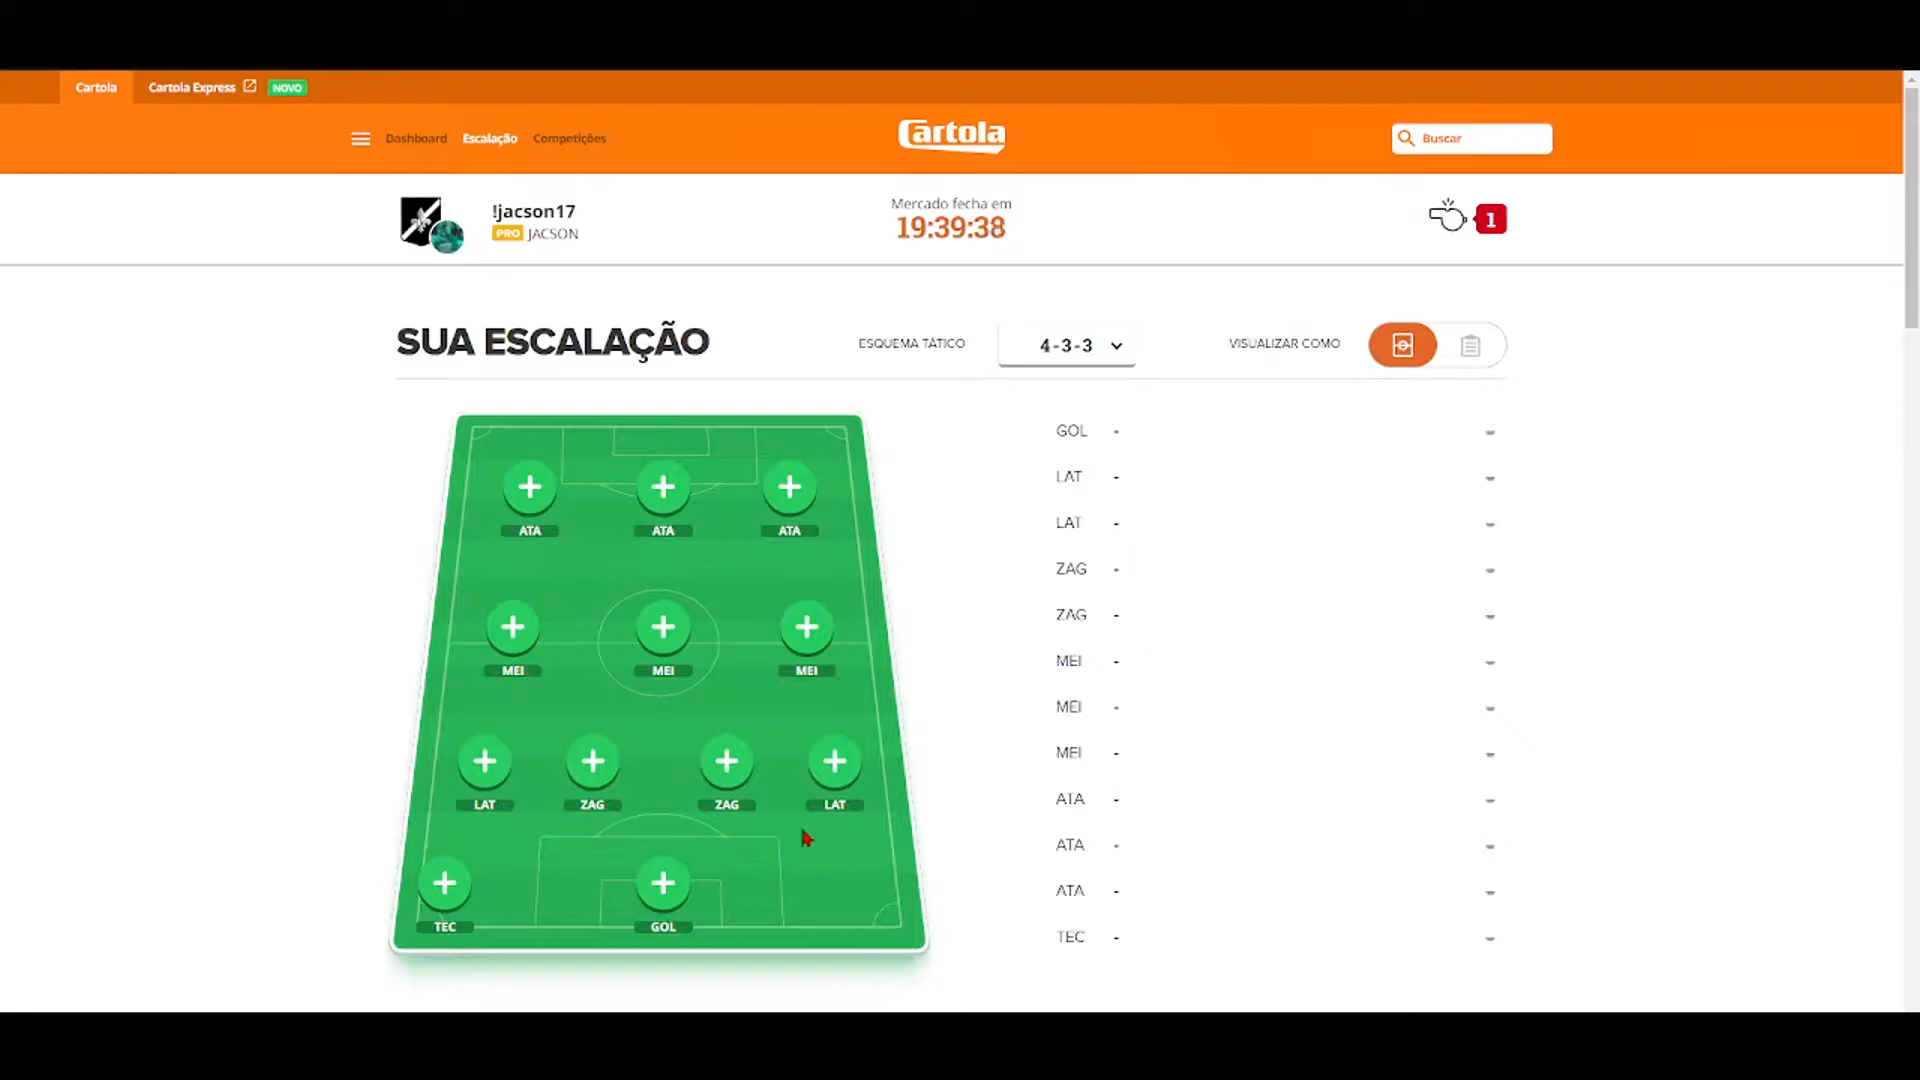 Cartola
Cartola Express
NOVO
Dashboard
Escalação
Competições
Cartola
Buscar
!jacson17
PRO JACSON
Mercado fecha em
19:39:38
1
SUA ESCALAÇÃO
ESQUEMA TÁTICO
4-3-3
VISUALIZAR COMO
ATA
ATA
ATA
MEI
MEI
MEI
LAT
ZAG
ZAG
LAT
TEC
GOL
GOL - -
LAT - -
LAT - -
ZAG - -
ZAG - -
MEI - -
MEI - -
MEI - -
ATA - -
ATA - -
ATA - -
TEC - -